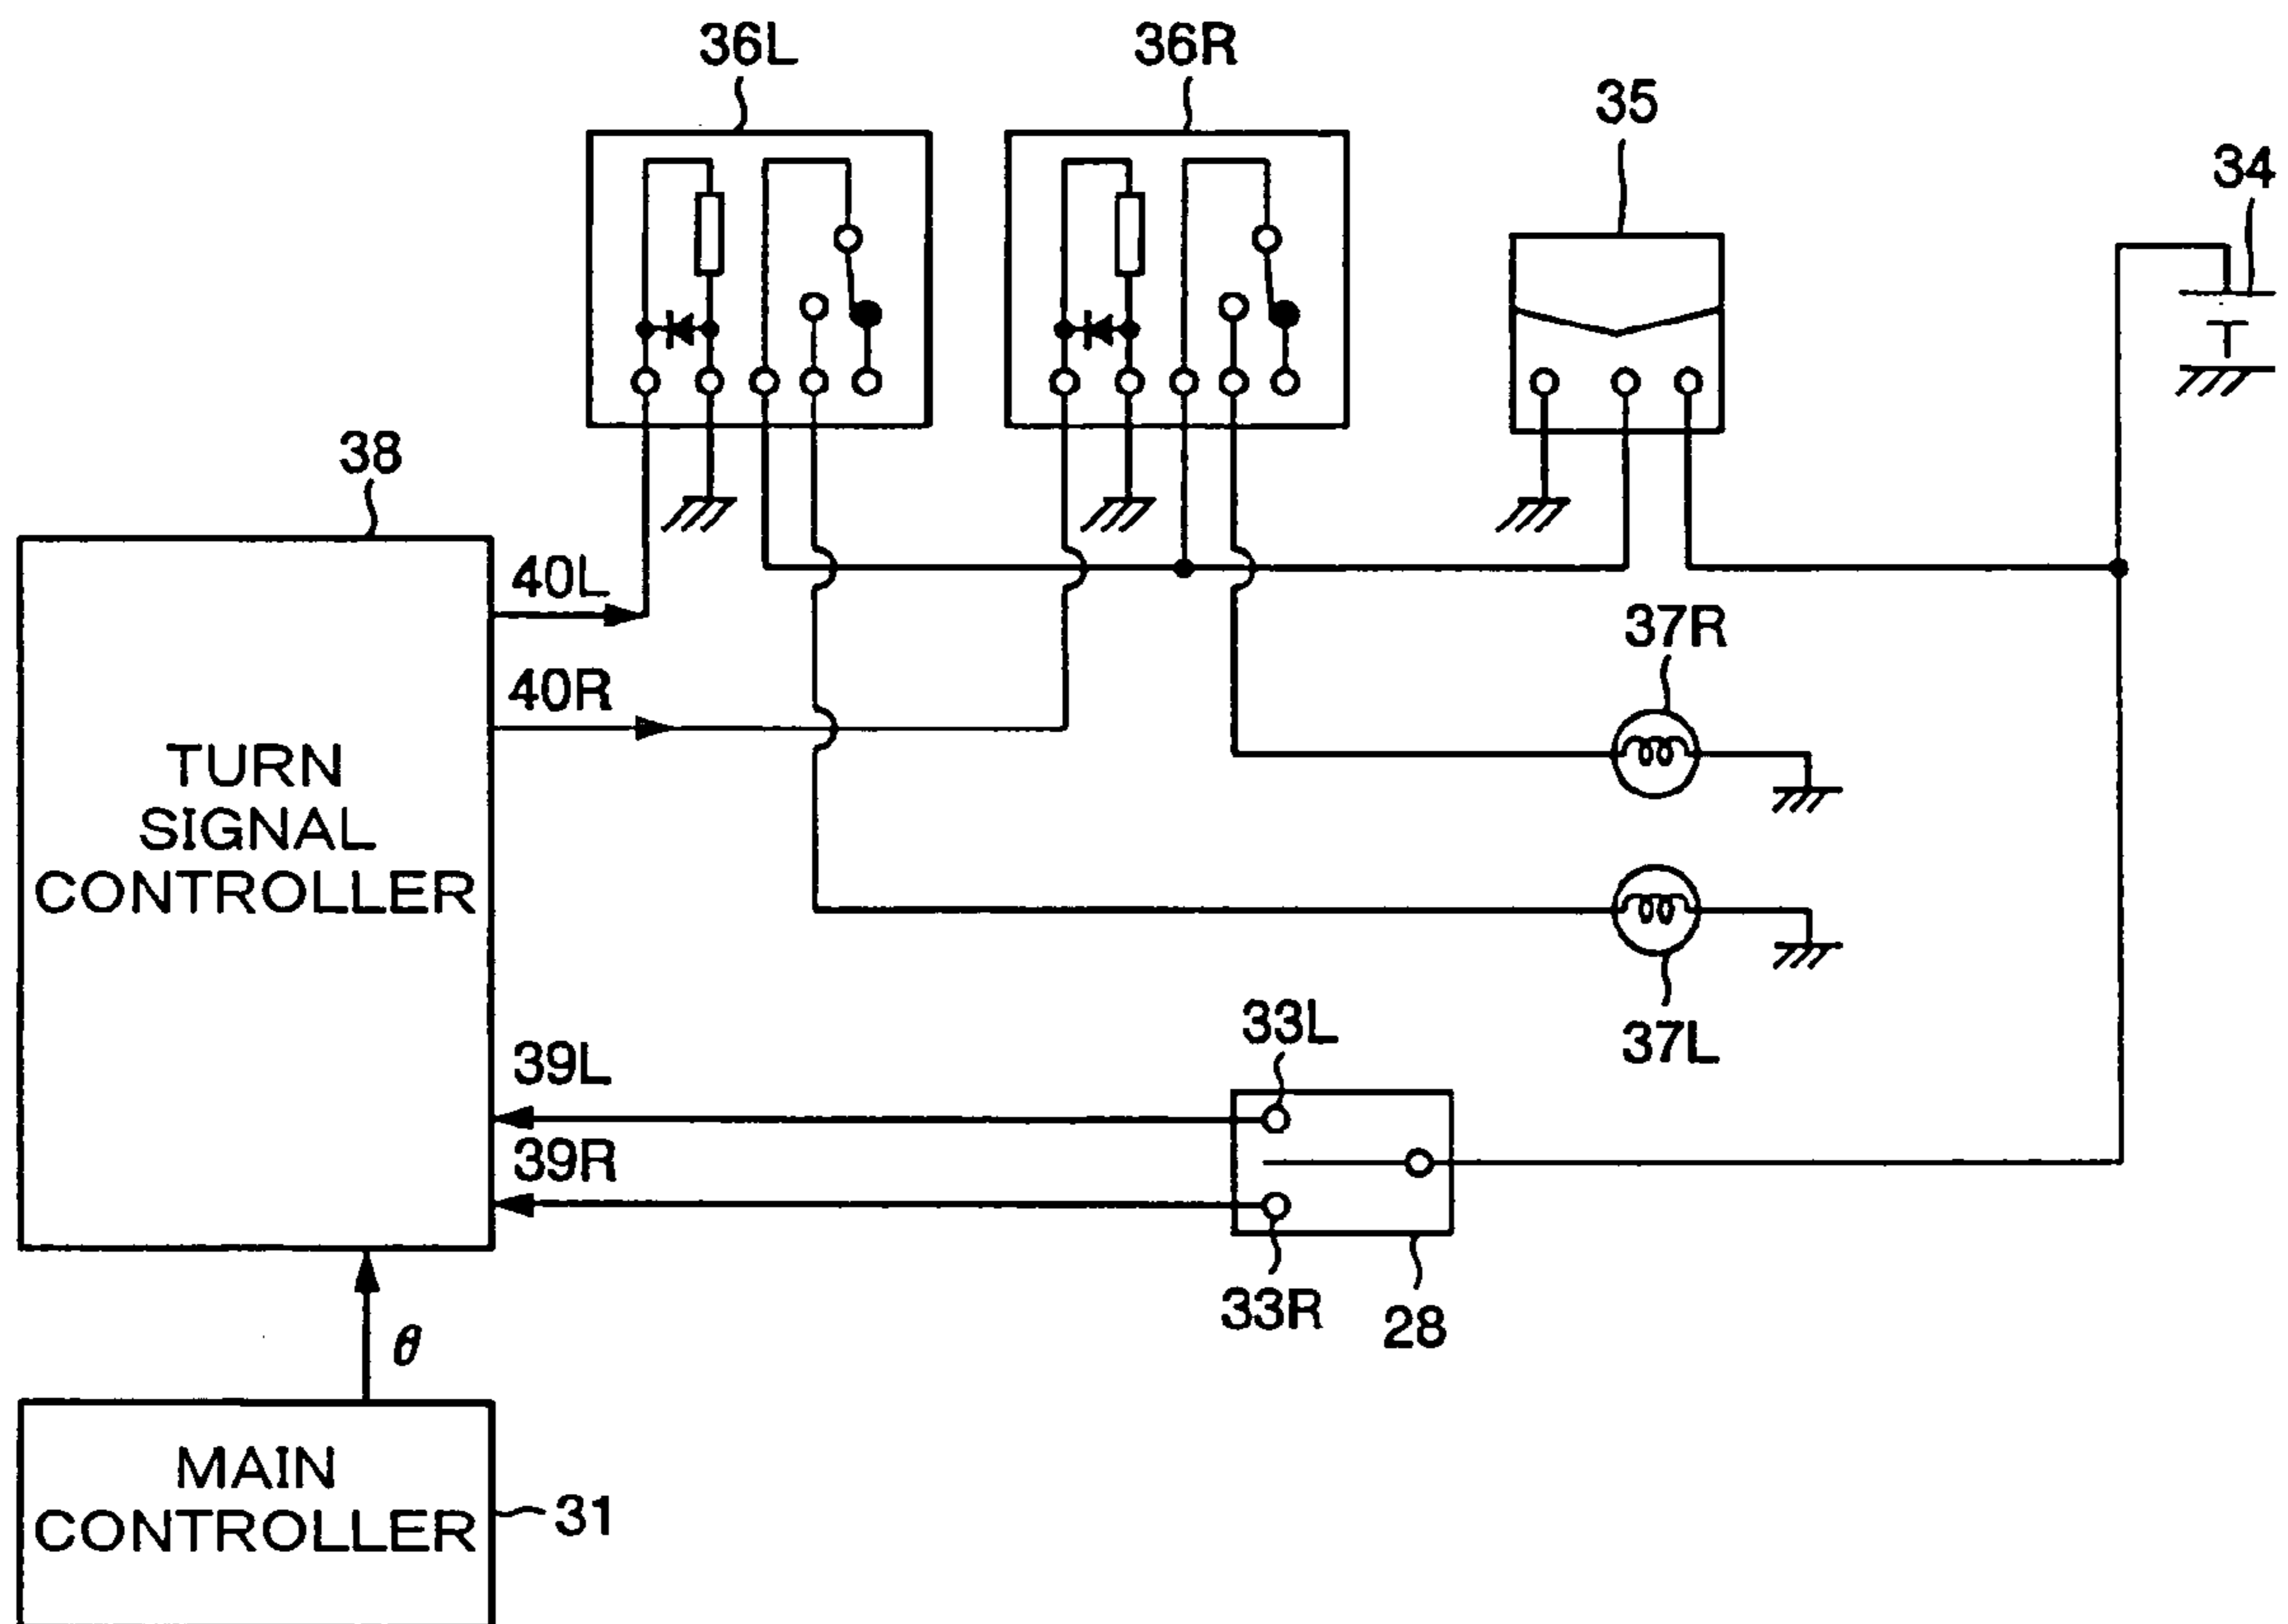 36L
36R
35
34
38
40L
37R
40R
TURN
SIGNAL
CONTROLLER
33L
37L
39L
39R
33R
28
θ
MAIN
CONTROLLER
31